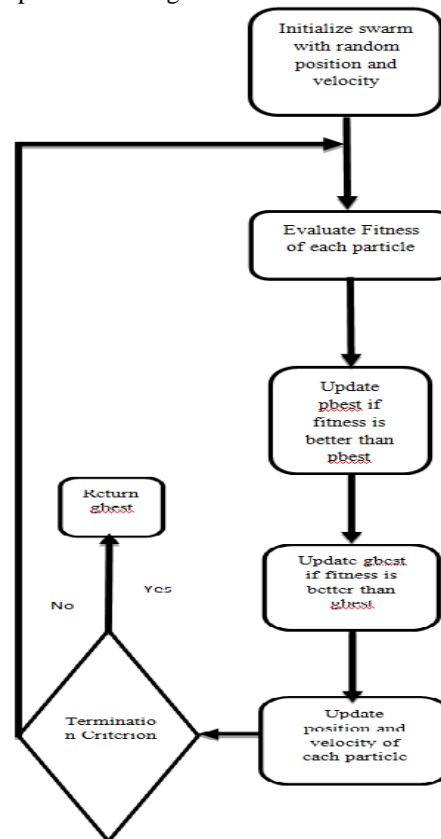 Initialize swarm
with random
position and
velocity
Evaluate Fitness
of each particle
Update
pbest if
fitness is
better than
pbest
Return
gbest
Update gbest
if fitness is
better than
gbest
No
Yes
Terminatio
n Criterion
Update
position and
velocity of
each particle